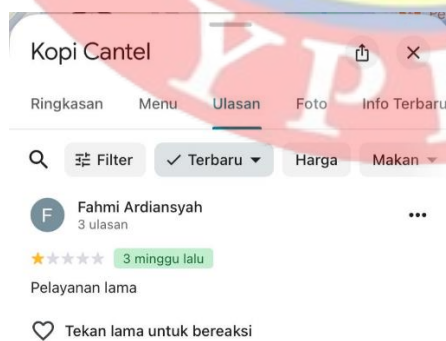 Kopi Cantel
Ringkasan Menu Ulasan Foto Info Terbaru
Filter Terbaru Harga Makan
F Fahmi Ardiansyah
3 ulasan
3 minggu lalu
Pelayanan lama
Tekan lama untuk bereaksi